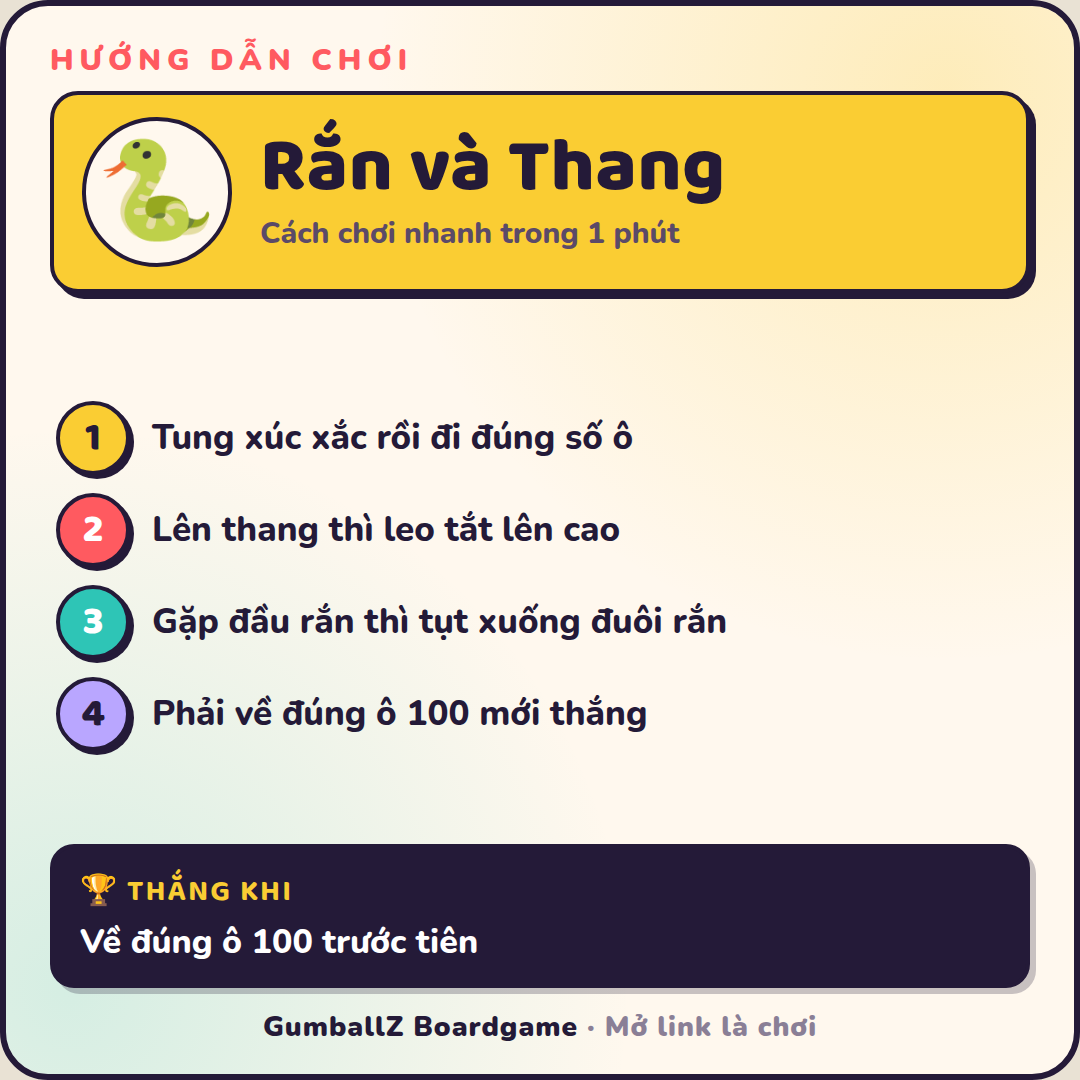 HƯỚNG DẪN CHƠI
Rắn và Thang
Cách chơi nhanh trong 1 phút
1 Tung xúc xắc rồi đi đúng số ô
2 Lên thang thì leo tắt lên cao
3 Gặp đầu rắn thì tụt xuống đuôi rắn
4 Phải về đúng ô 100 mới thắng
🏆 THẮNG KHI
Về đúng ô 100 trước tiên
GumballZ Boardgame · Mở link là chơi